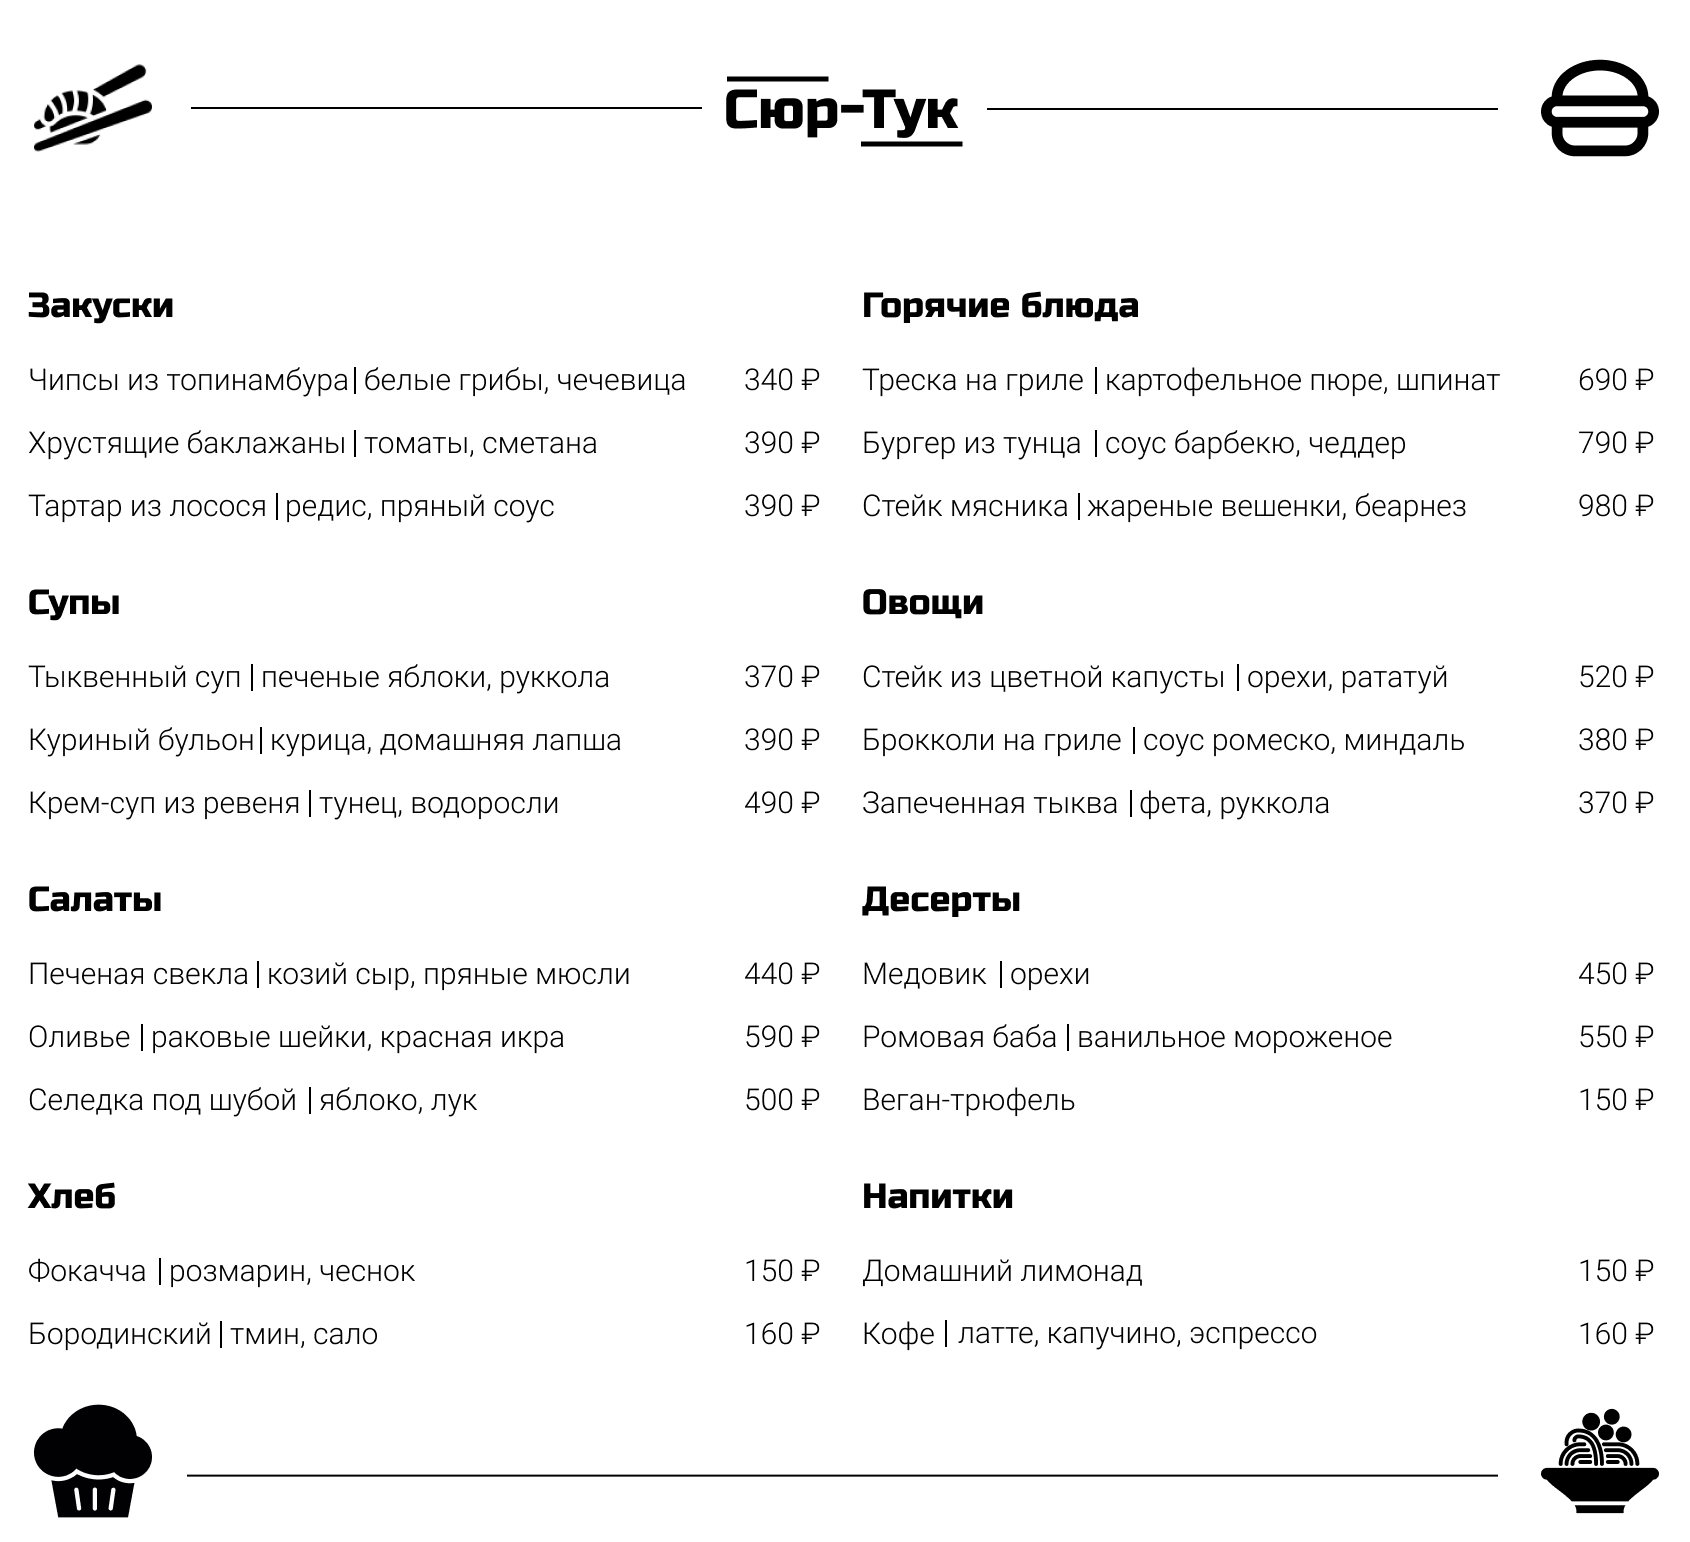 Сюр-Тук
Закуски
Чипсы из топинамбура | белые грибы, чечевица 340 ₽
Хрустящие баклажаны | томаты, сметана 390 ₽
Тартар из лосося | редис, пряный соус 390 ₽
Супы
Тыквенный суп | печеные яблоки, руккола 370 ₽
Куриный бульон | курица, домашняя лапша 390 ₽
Крем-суп из ревеня | тунец, водоросли 490 ₽
Салаты
Печеная свекла | козий сыр, пряные мюсли 440 ₽
Оливье | раковые шейки, красная икра 590 ₽
Селедка под шубой | яблоко, лук 500 ₽
Хлеб
Фокачча | розмарин, чеснок 150 ₽
Бородинский | тмин, сало 160 ₽
Горячие блюда
Треска на гриле | картофельное пюре, шпинат 690 ₽
Бургер из тунца | соус барбекю, чеддер 790 ₽
Стейк мясника | жареные вешенки, беарнез 980 ₽
Овощи
Стейк из цветной капусты | орехи, рататуй 520 ₽
Брокколи на гриле | соус ромеско, миндаль 380 ₽
Запеченная тыква | фета, руккола 370 ₽
Десерты
Медовик | орехи 450 ₽
Ромовая баба | ванильное мороженое 550 ₽
Веган-трюфель 150 ₽
Напитки
Домашний лимонад 150 ₽
Кофе | латте, капучино, эспрессо 160 ₽